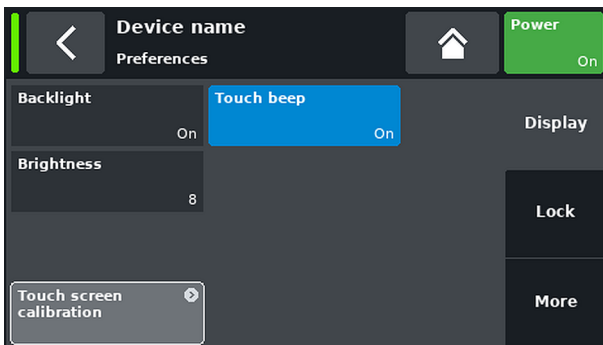 Device name
Preferences
Power
On
Backlight
On
Touch beep
On
Display
Brightness
8
Lock
Touch screen
calibration
More